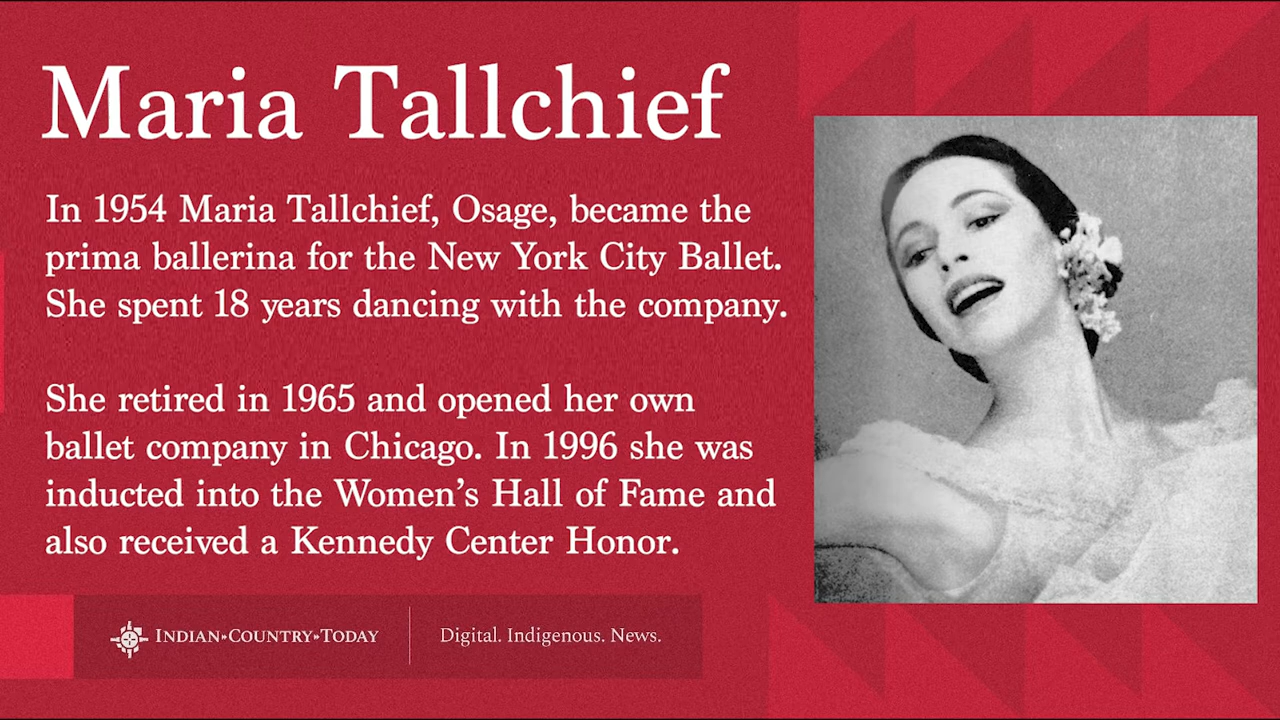 Maria Tallchief
In 1954 Maria Tallchief, Osage, became the
prima ballerina for the New York City Ballet.
She spent 18 years dancing with the company.
She retired in 1965 and opened her own
ballet company in Chicago. In 1996 she was
inducted into the Women’s Hall of Fame and
also received a Kennedy Center Honor.
INDIAN»COUNTRY»TODAY
Digital. Indigenous. News.